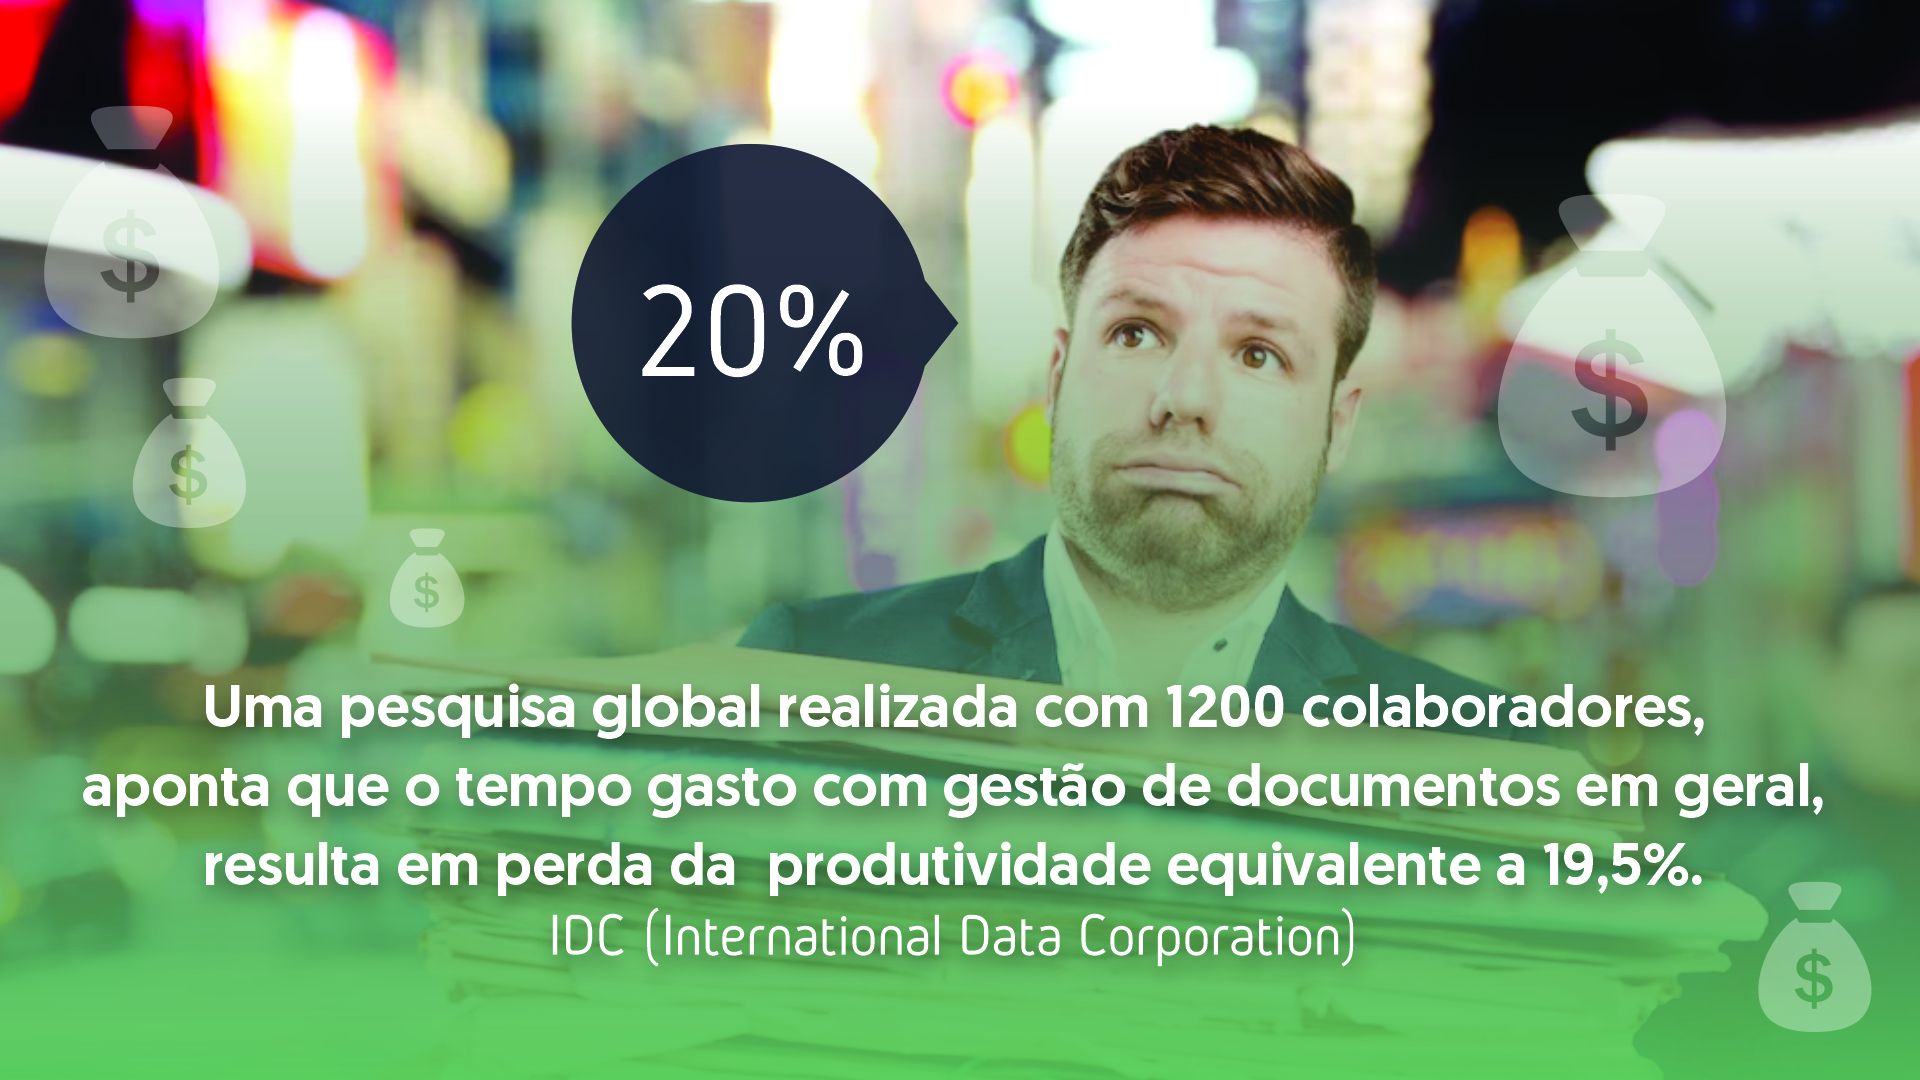 20%
Uma pesquisa global realizada com 1200 colaboradores,
aponta que o tempo gasto com gestão de documentos em geral,
resulta em perda da  produtividade equivalente a 19,5%.
IDC (International Data Corporation)
$
$
$
$
$